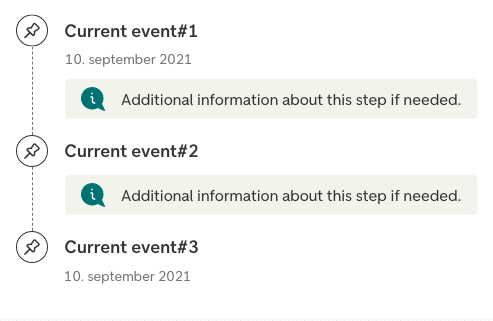 Current event#1
10. september 2021
Additional information about this step if needed.
Current event#2
Additional information about this step if needed.
Current event#3
10. september 2021